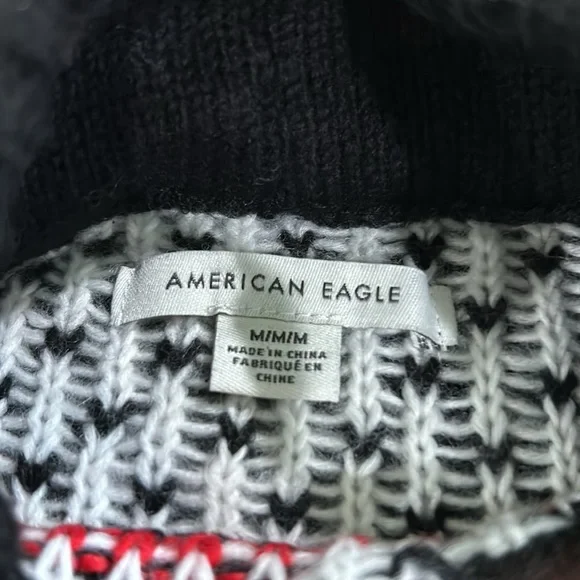 AMERICAN EAGLE
M/M/M
MADE IN CHINA
FABRIQUÉ EN
CHINE